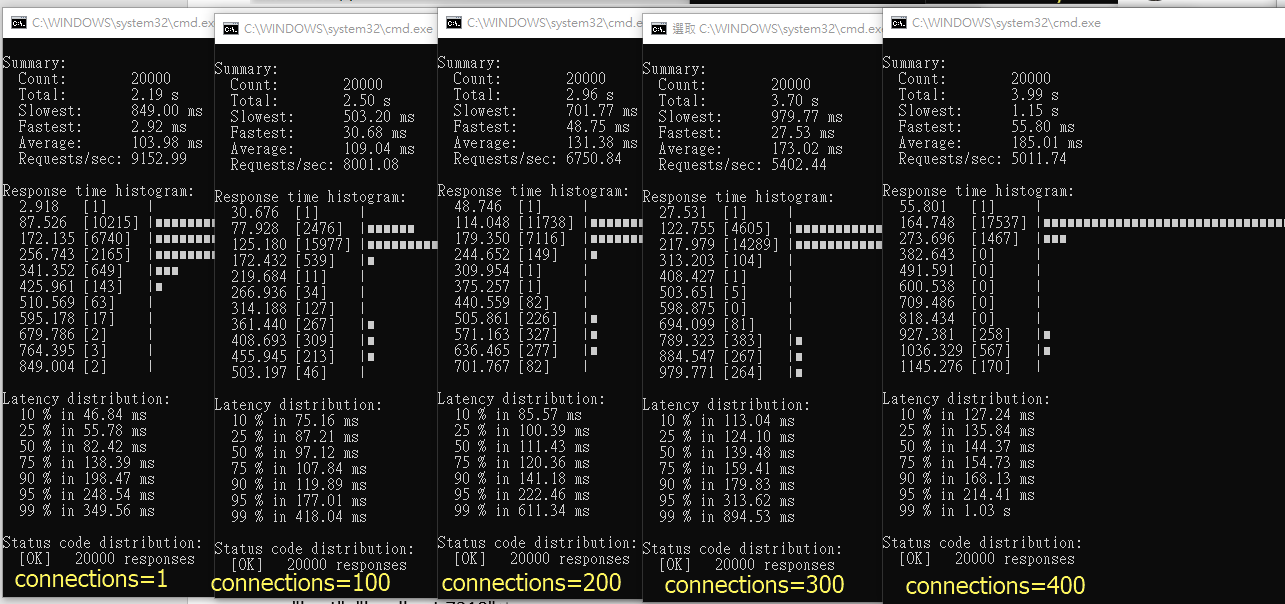 C:\WINDOWS\system32\cmd.ex
Summary:
Count: 20000
Total: 2.19 s
Slowest: 849.00 ms
Fastest: 2.92 ms
Average: 103.98 ms
Requests/sec: 9152.99
Response time histogram:
2.918 [1] |
87.526 [10215] |
172.135 [6740] |
256.743 [2165] |
341.352 [649] |
425.961 [143] |
510.569 [63] |
595.178 [17] |
679.786 [2] |
764.395 [3] |
849.004 [2] |
Latency distribution:
10 % in 46.84 ms
25 % in 55.78 ms
50 % in 82.42 ms
75 % in 138.39 ms
90 % in 198.47 ms
95 % in 248.54 ms
99 % in 349.56 ms
Status code distribution:
[OK] 20000 responses
connections=1
C:\WINDOWS\system32\cmd.exe
Summary:
Count: 20000
Total: 2.50 s
Slowest: 503.20 ms
Fastest: 30.68 ms
Average: 109.04 ms
Requests/sec: 8001.08
Response time histogram:
30.676 [1] |
77.928 [2476] |
125.180 [15977] |
172.432 [539] |
219.684 [11] |
266.936 [34] |
314.188 [127] |
361.440 [267] |
408.693 [309] |
455.945 [213] |
503.197 [46] |
Latency distribution:
10 % in 75.16 ms
25 % in 87.21 ms
50 % in 97.12 ms
75 % in 107.84 ms
90 % in 119.89 ms
95 % in 177.01 ms
99 % in 418.04 ms
Status code distribution:
[OK] 20000 responses
connections=100
C:\WINDOWS\system32\cmd.e
Summary:
Count: 20000
Total: 2.96 s
Slowest: 701.77 ms
Fastest: 48.75 ms
Average: 131.38 ms
Requests/sec: 6750.84
Response time histogram:
48.746 [1] |
114.048 [11738] |
179.350 [7116] |
244.652 [149] |
309.954 [1] |
375.257 [1] |
440.559 [82] |
505.861 [226] |
571.163 [327] |
636.465 [277] |
701.767 [82] |
Latency distribution:
10 % in 85.57 ms
25 % in 100.39 ms
50 % in 111.43 ms
75 % in 120.36 ms
90 % in 141.18 ms
95 % in 222.46 ms
99 % in 611.34 ms
Status code distribution:
[OK] 20000 responses
connections=200
選取 C:\WINDOWS\system32\cmd.ex
Summary:
Count: 20000
Total: 3.70 s
Slowest: 979.77 ms
Fastest: 27.53 ms
Average: 173.02 ms
Requests/sec: 5402.44
Response time histogram:
27.531 [1] |
122.755 [4605] |
217.979 [14289] |
313.203 [104] |
408.427 [1] |
503.651 [5] |
598.875 [0] |
694.099 [81] |
789.323 [383] |
884.547 [267] |
979.771 [264] |
Latency distribution:
10 % in 113.04 ms
25 % in 124.10 ms
50 % in 139.48 ms
75 % in 159.41 ms
90 % in 179.83 ms
95 % in 313.62 ms
99 % in 894.53 ms
Status code distribution:
[OK] 20000 responses
connections=300
C:\WINDOWS\system32\cmd.exe
Summary:
Count: 20000
Total: 3.99 s
Slowest: 1.15 s
Fastest: 55.80 ms
Average: 185.01 ms
Requests/sec: 5011.74
Response time histogram:
55.801 [1] |
164.748 [17537] |
273.696 [1467] |
382.643 [0] |
491.591 [0] |
600.538 [0] |
709.486 [0] |
818.434 [0] |
927.381 [258] |
1036.329 [567] |
1145.276 [170] |
Latency distribution:
10 % in 127.24 ms
25 % in 135.84 ms
50 % in 144.37 ms
75 % in 154.73 ms
90 % in 168.13 ms
95 % in 214.41 ms
99 % in 1.03 s
Status code distribution:
[OK] 20000 responses
connections=400